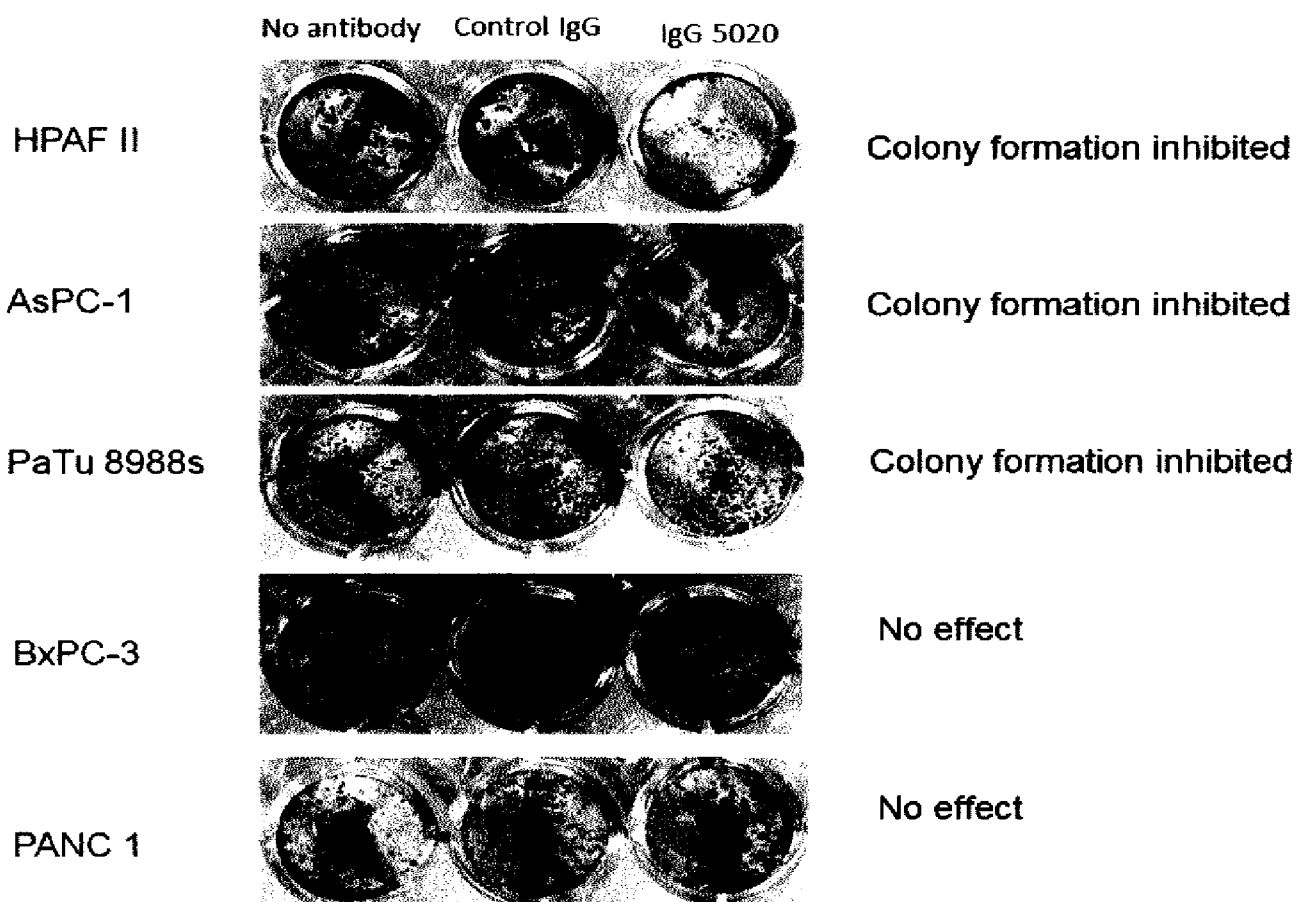 No antibody Control IgG IgG 5020
HPAF II Colony formation inhibited
AsPC-1 Colony formation inhibited
PaTu 8988s Colony formation inhibited
BxPC-3 No effect
PANC 1 No effect